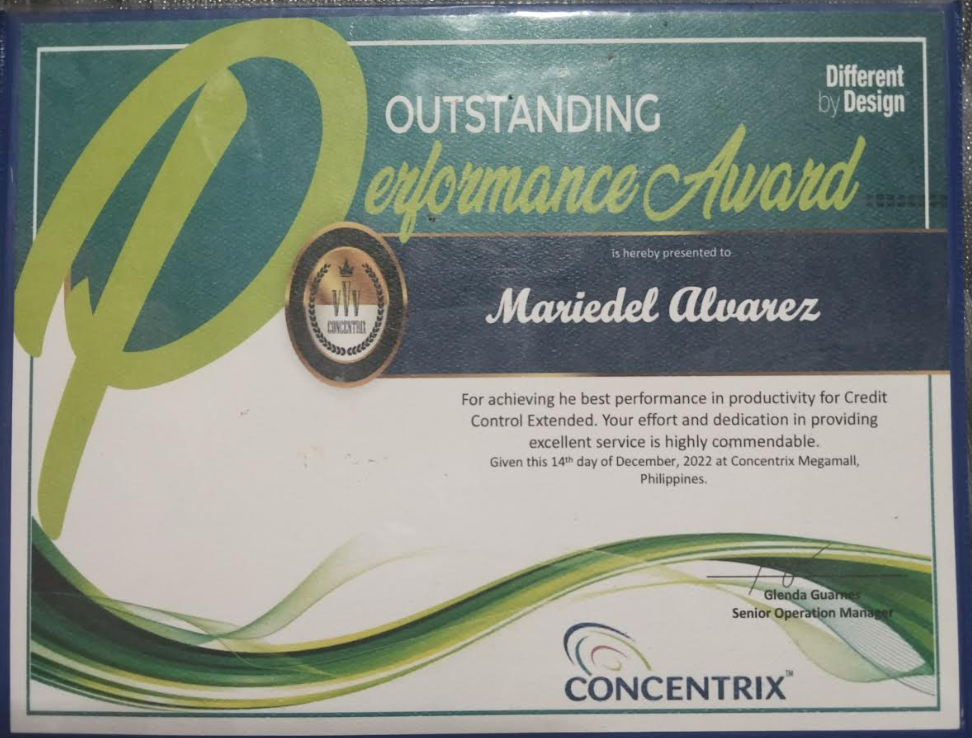 Different
by Design
OUTSTANDING
Performance Award
is hereby presented to
Mariedel Alvarez
VVV
CONCENTRIX
For achieving he best performance in productivity for Credit
Control Extended. Your effort and dedication in providing
excellent service is highly commendable.
Given this 14th day of December, 2022 at Concentrix Megamall,
Philippines.
Glenda Guarnes
Senior Operation Manager
CONCENTRIX™